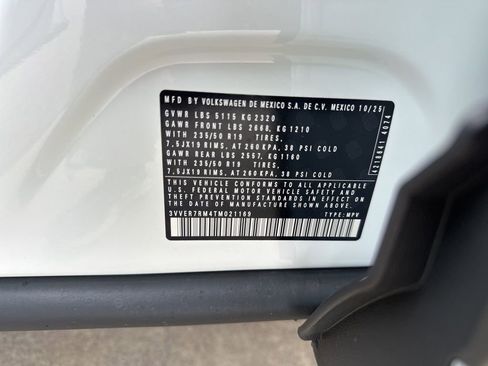 MFD BY VOLKSWAGEN DE MEXICO S.A. DE C.V. MEXICO 10/25
GVWR LBS 5115 KG 2320
GAWR FRONT LBS 2668, KG 1210
WITH 235/50 R19 TIRES,
7,5JX19 RIMS, AT 260 KPA, 38 PSI COLD
GAWR REAR LBS 2557, KG 1160
WITH 235/50 R19 TIRES,
7,5JX19 RIMS, AT 260 KPA, 38 PSI COLD
THIS VEHICLE CONFORMS TO ALL APPLICABLE
U.S. FEDERAL MOTOR VEHICLE SAFETY AND
THEFT PREVENTION STANDARDS IN EFFECT ON THE
DATE OF MANUFACTURE SHOWN ABOVE.
3VVER7RM4TM021169 TYPE: MPV
4218641 4074